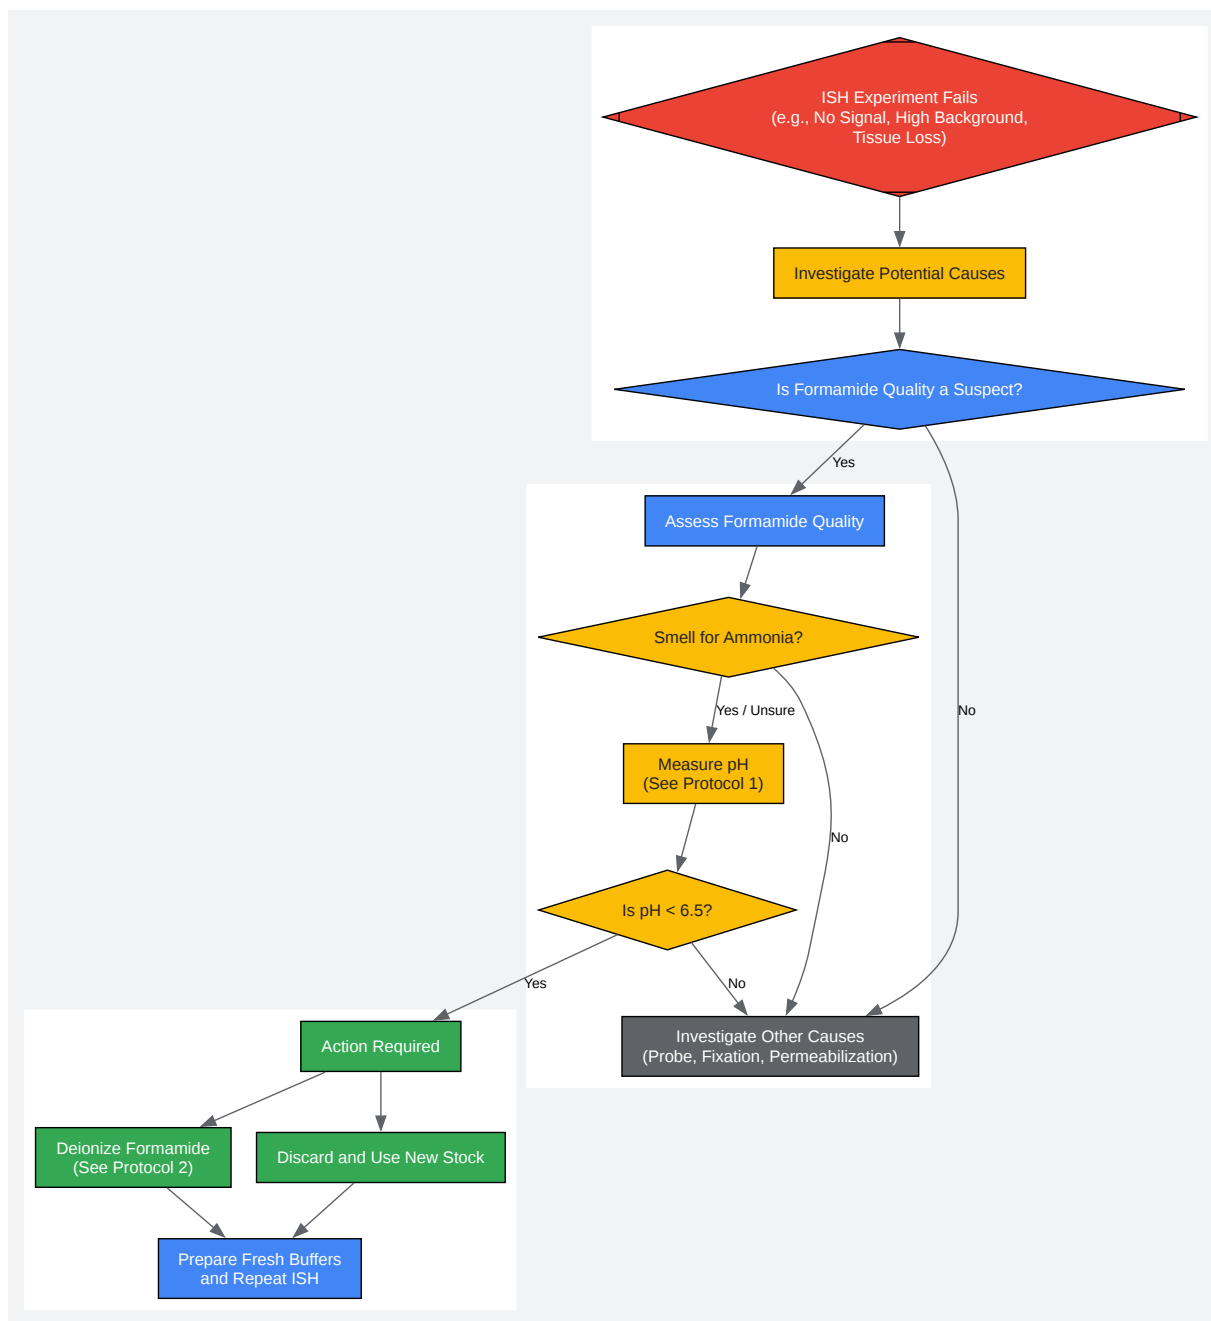 ISH Experiment Fails
(e.g., No Signal, High Background,
Tissue Loss)
Investigate Potential Causes
Is Formamide Quality a Suspect?
Yes
Assess Formamide Quality
Smell for Ammonia?
Yes / Unsure
No
Measure pH
(See Protocol 1)
No
Is pH < 6.5?
Yes
No
Investigate Other Causes
(Probe, Fixation, Permeabilization)
Action Required
Deionize Formamide
(See Protocol 2)
Discard and Use New Stock
Prepare Fresh Buffers
and Repeat ISH